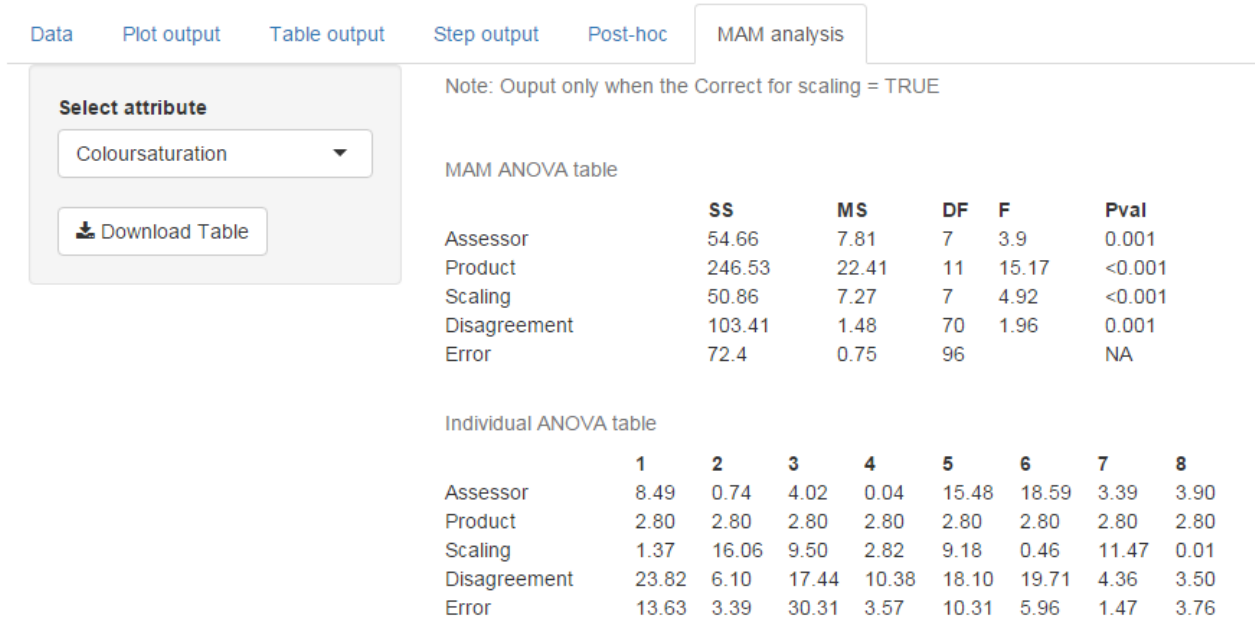 Data Plot output Table output Step output Post-hoc MAM analysis
Select attribute
Coloursaturation
Download Table
Note: Ouput only when the Correct for scaling = TRUE
MAM ANOVA table
SS MS DF F Pval
Assessor 54.66 7.81 7 3.9 0.001
Product 246.53 22.41 11 15.17 <0.001
Scaling 50.86 7.27 7 4.92 <0.001
Disagreement 103.41 1.48 70 1.96 0.001
Error 72.4 0.75 96 NA
Individual ANOVA table
1 2 3 4 5 6 7 8
Assessor 8.49 0.74 4.02 0.04 15.48 18.59 3.39 3.90
Product 2.80 2.80 2.80 2.80 2.80 2.80 2.80 2.80
Scaling 1.37 16.06 9.50 2.82 9.18 0.46 11.47 0.01
Disagreement 23.82 6.10 17.44 10.38 18.10 19.71 4.36 3.50
Error 13.63 3.39 30.31 3.57 10.31 5.96 1.47 3.76